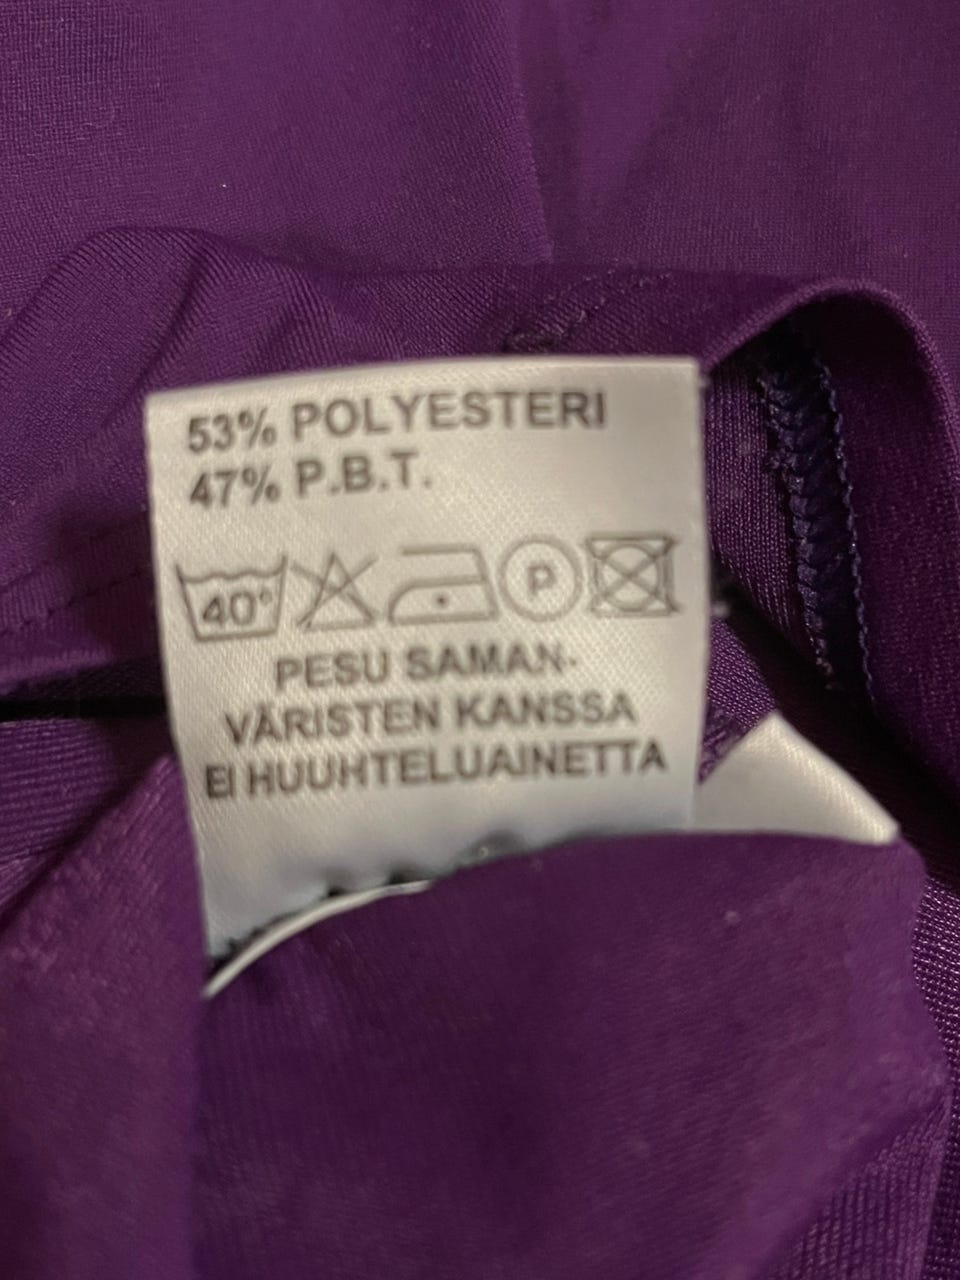 53% POLYESTERI
47% P.B.T.
40° P
PESU SAMAN-
VÄRISTEN KANSSA
EI HUUHTELUAINETTA